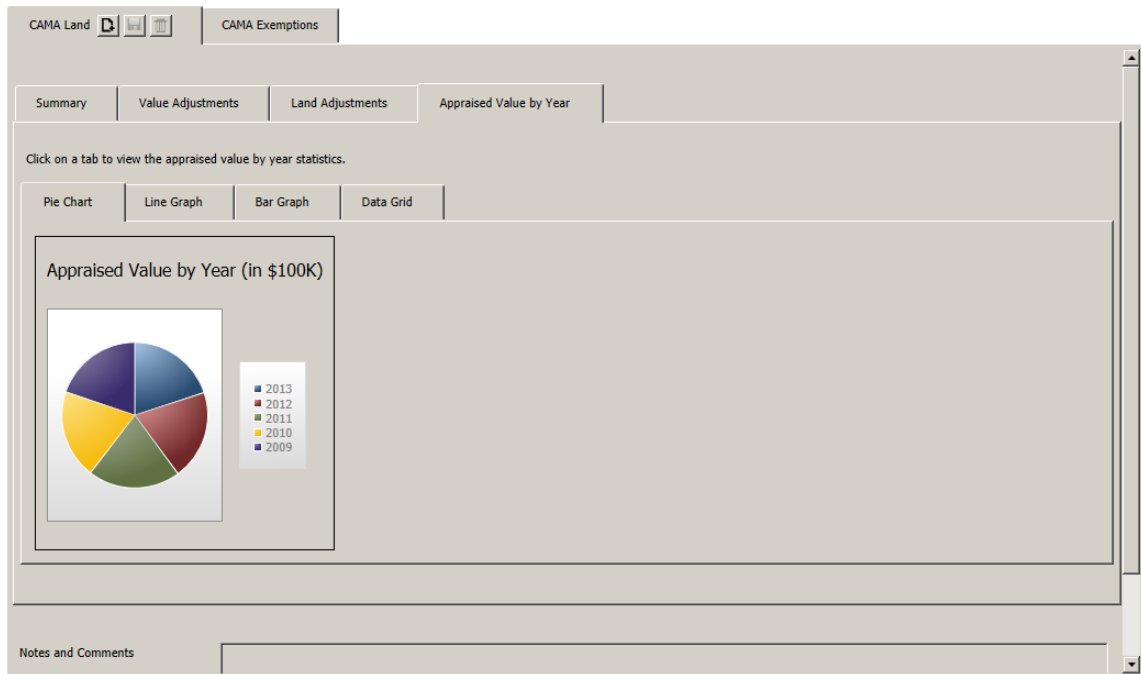 CAMA Land CAMA Exemptions
Summary Value Adjustments Land Adjustments Appraised Value by Year
Click on a tab to view the appraised value by year statistics.
Pie Chart Line Graph Bar Graph Data Grid
Appraised Value by Year (in $100K)
2013
2012
2011
2010
2009
Notes and Comments